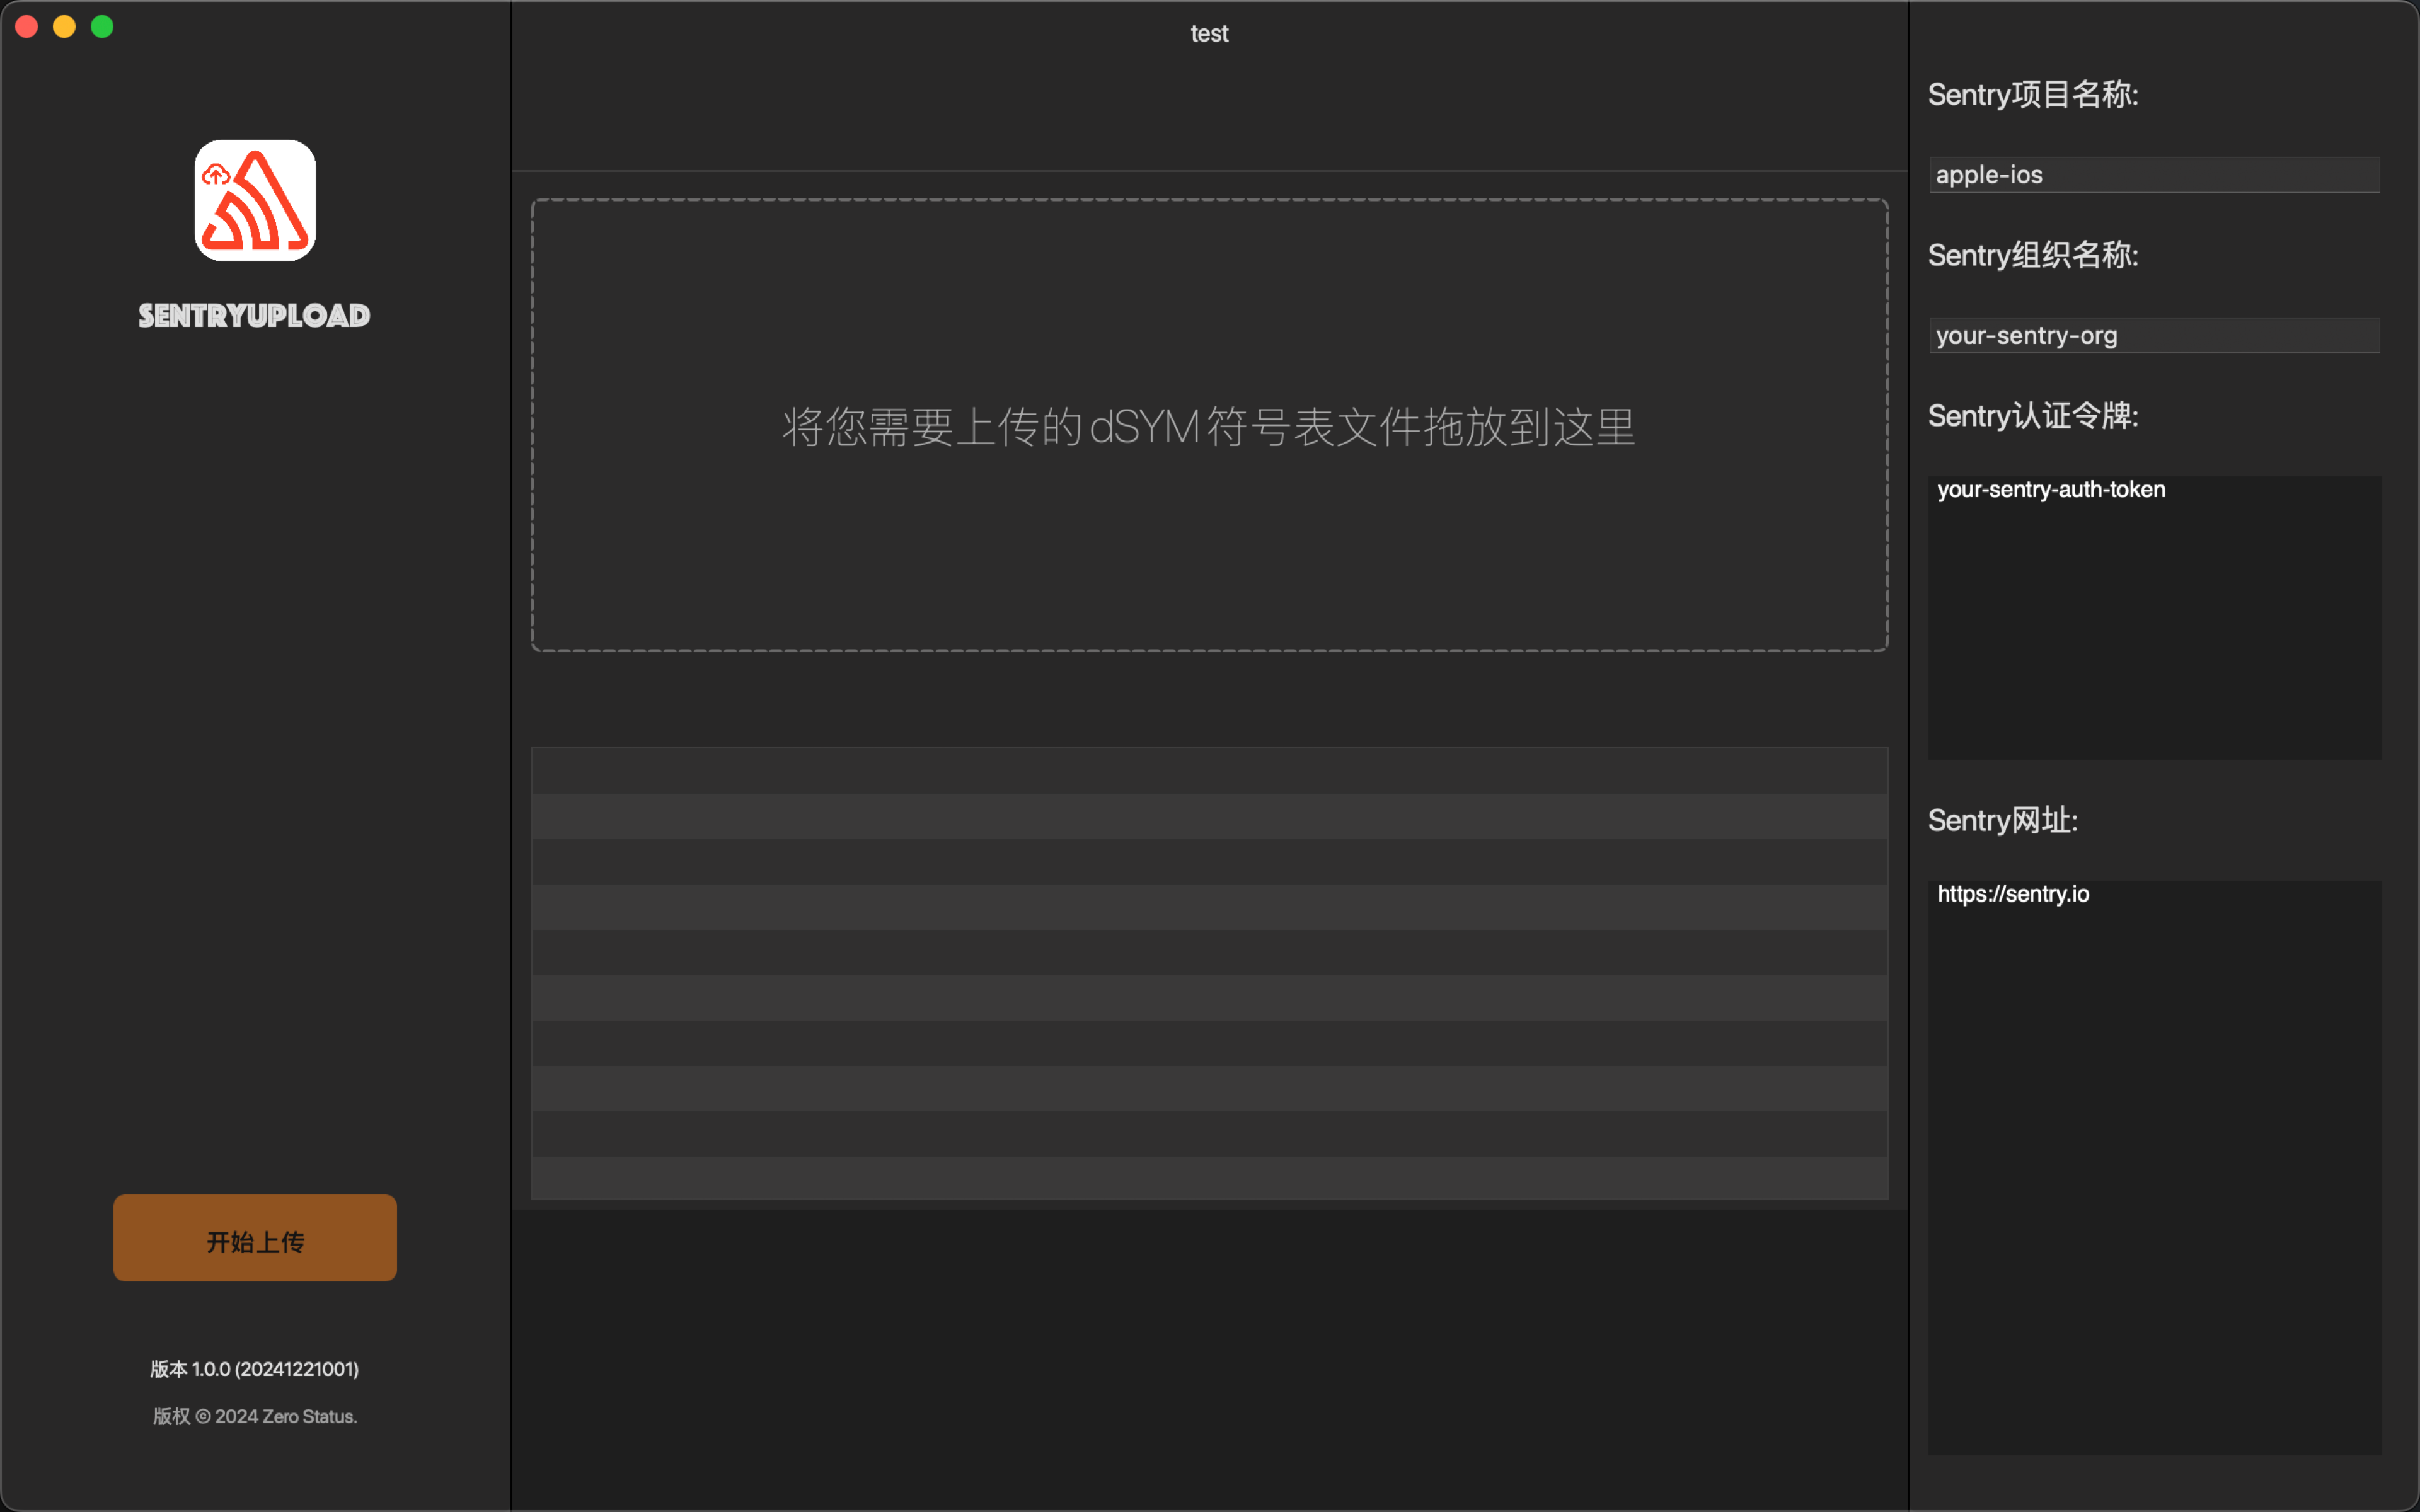 SENTRYUPLOAD
开始上传
版本 1.0.0 (20241221001)
版权 © 2024 Zero Status.
test
将您需要上传的 dSYM 符号表文件拖放到这里
Sentry项目名称:
apple-ios
Sentry组织名称:
your-sentry-org
Sentry认证令牌:
your-sentry-auth-token
Sentry网址:
https://sentry.io